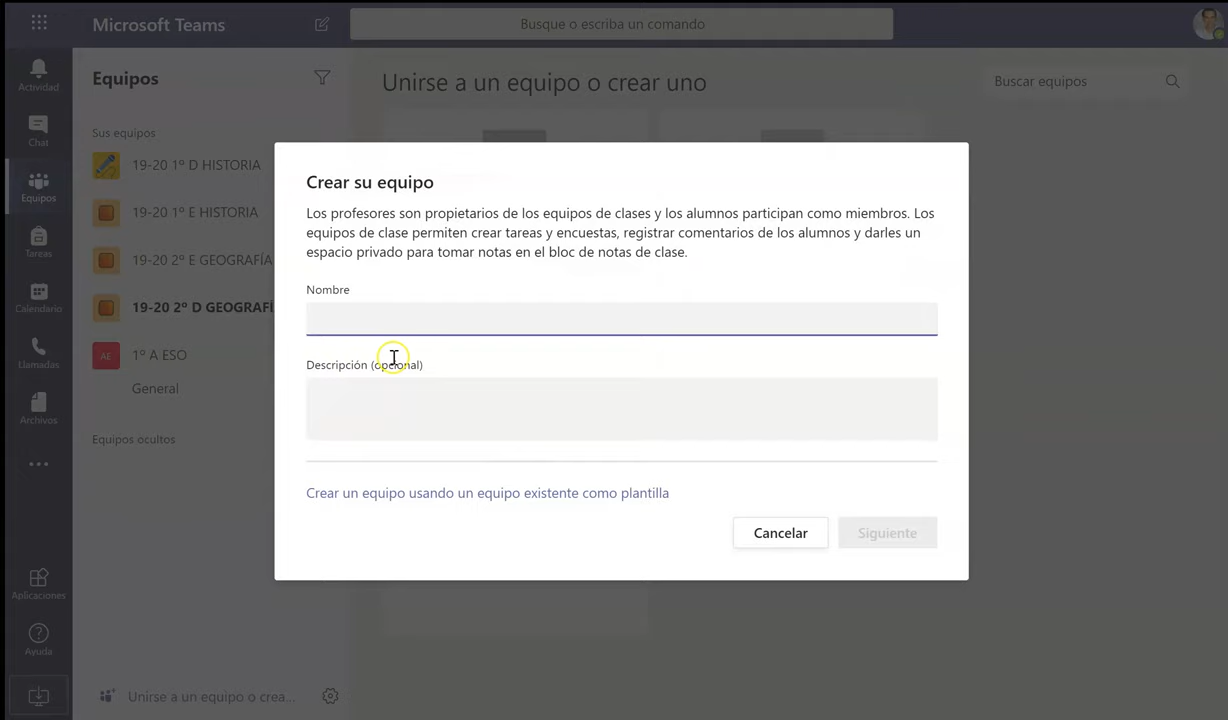 Microsoft Teams
Busque o escriba un comando
Actividad
Chat
Equipos
Tareas
Calendario
Llamadas
Archivos
Aplicaciones
Ayuda
Equipos
Sus equipos
19-20 1º D HISTORIA
19-20 1º E HISTORIA
19-20 2º E GEOGRAFÍA
19-20 2º D GEOGRAFÍ
AE 1º A ESO
General
Equipos ocultos
Unirse a un equipo o crea...
Unirse a un equipo o crear uno
Buscar equipos
Crear su equipo
Los profesores son propietarios de los equipos de clases y los alumnos participan como miembros. Los
equipos de clase permiten crear tareas y encuestas, registrar comentarios de los alumnos y darles un
espacio privado para tomar notas en el bloc de notas de clase.
Nombre
Descripción (opcional)
Crear un equipo usando un equipo existente como plantilla
Cancelar
Siguiente